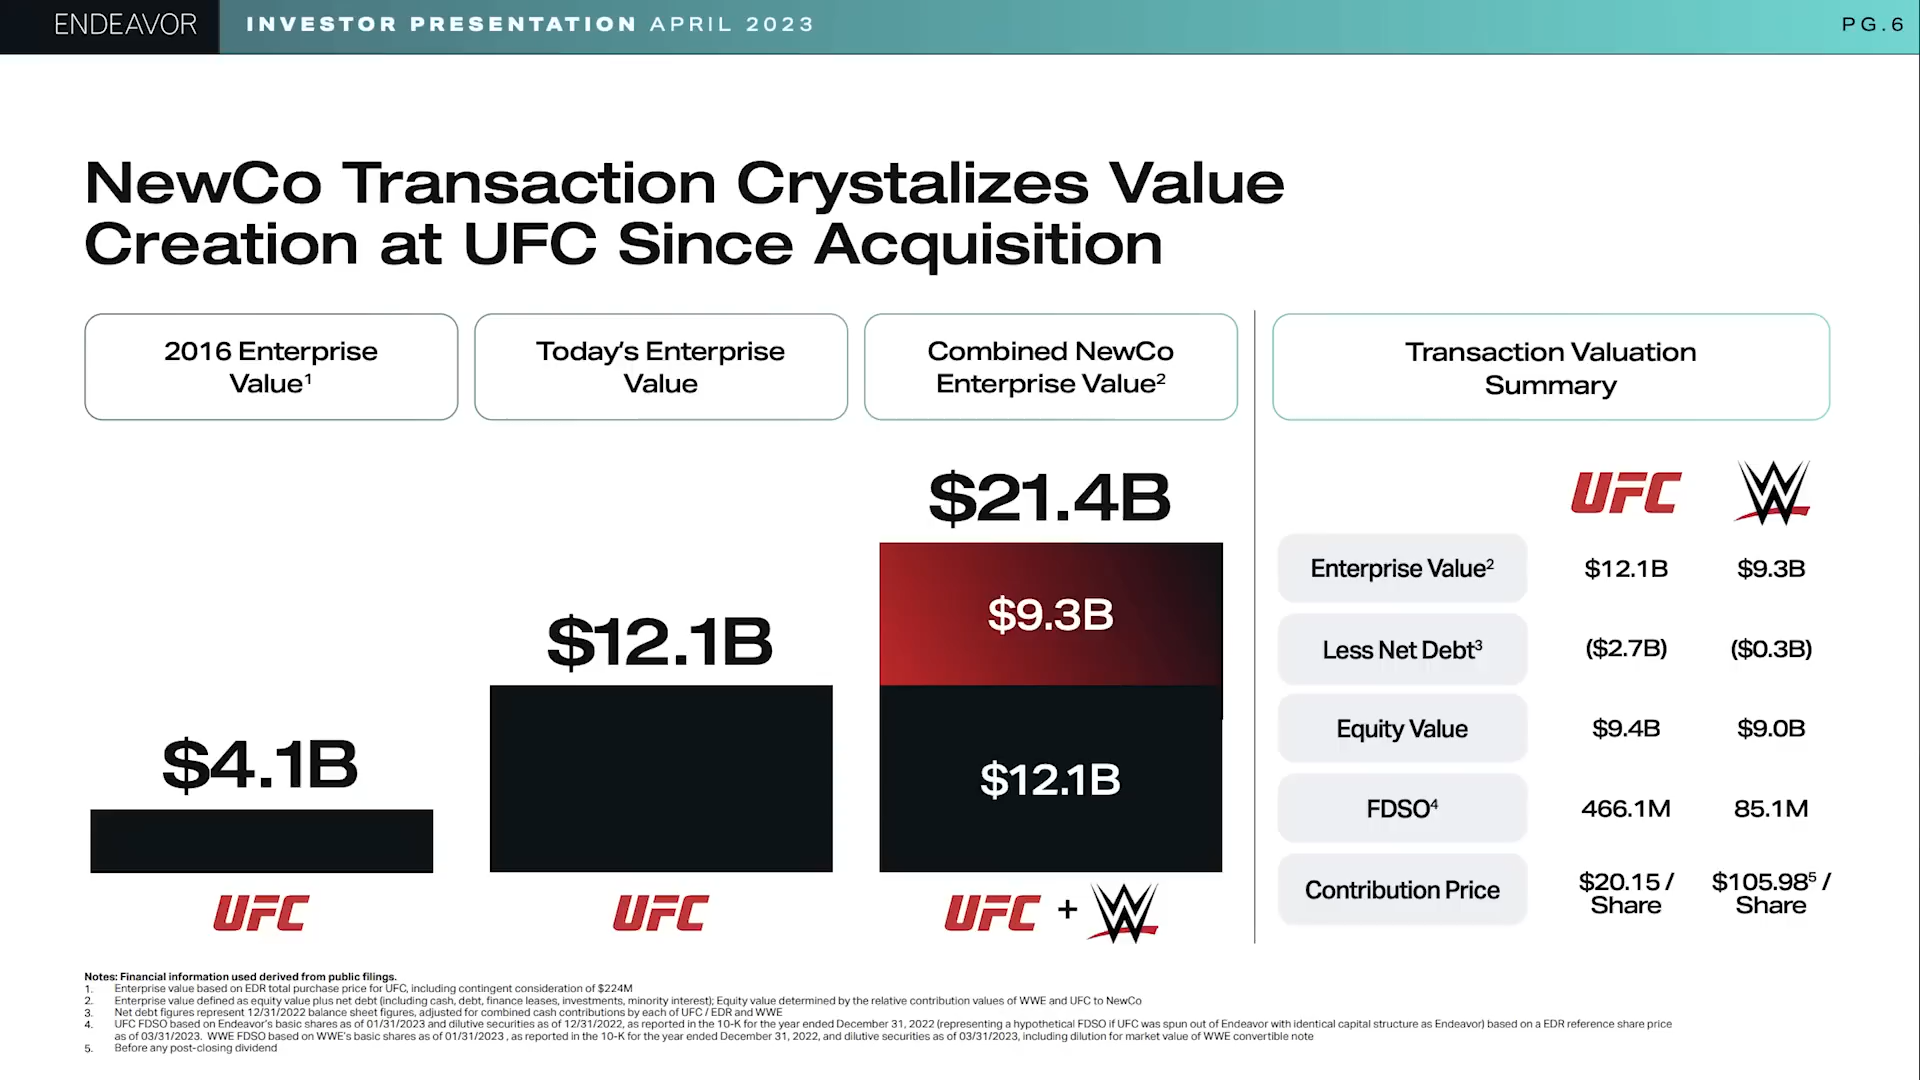 ENDEAVOR
INVESTOR PRESENTATION APRIL 2023
PG.6
NewCo Transaction Crystalizes Value
Creation at UFC Since Acquisition
2016 Enterprise
Value¹
Today's Enterprise
Value
Combined NewCo
Enterprise Value²
Transaction Valuation
Summary
$4.1B
UFC
$12.1B
UFC
$21.4B
$9.3B
$12.1B
UFC + W
UFC W
Enterprise Value² $12.1B $9.3B
Less Net Debt³ ($2.7B) ($0.3B)
Equity Value $9.4B $9.0B
FDSO⁴ 466.1M 85.1M
Contribution Price $20.15 / Share $105.98⁵ / Share
Notes: Financial information used derived from public filings.
1. Enterprise value based on EDR total purchase price for UFC, including contingent consideration of $224M
2. Enterprise value defined as equity value plus net debt (including cash, debt, finance leases, investments, minority interest); Equity value determined by the relative contribution values of WWE and UFC to NewCo
3. Net debt figures represent 12/31/2022 balance sheet figures, adjusted for combined cash contributions by each of UFC / EDR and WWE
4. UFC FDSO based on Endeavor's basic shares as of 01/31/2023 and dilutive securities as of 12/31/2022, as reported in the 10-K for the year ended December 31, 2022 (representing a hypothetical FDSO if UFC was spun out of Endeavor with identical capital structure as Endeavor) based on a EDR reference share price
as of 03/31/2023. WWE FDSO based on WWE's basic shares as of 01/31/2023 , as reported in the 10-K for the year ended December 31, 2022, and dilutive securities as of 03/31/2023, including dilution for market value of WWE convertible note
5. Before any post-closing dividend